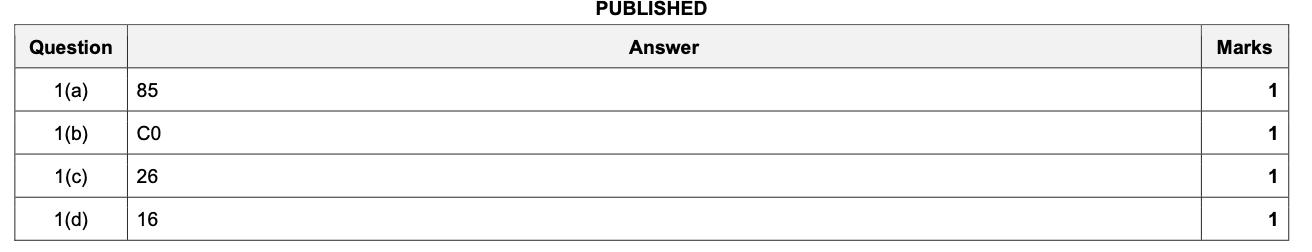 PUBLISHED
Question Answer Marks
1(a) 85 1
1(b) C0 1
1(c) 26 1
1(d) 16 1